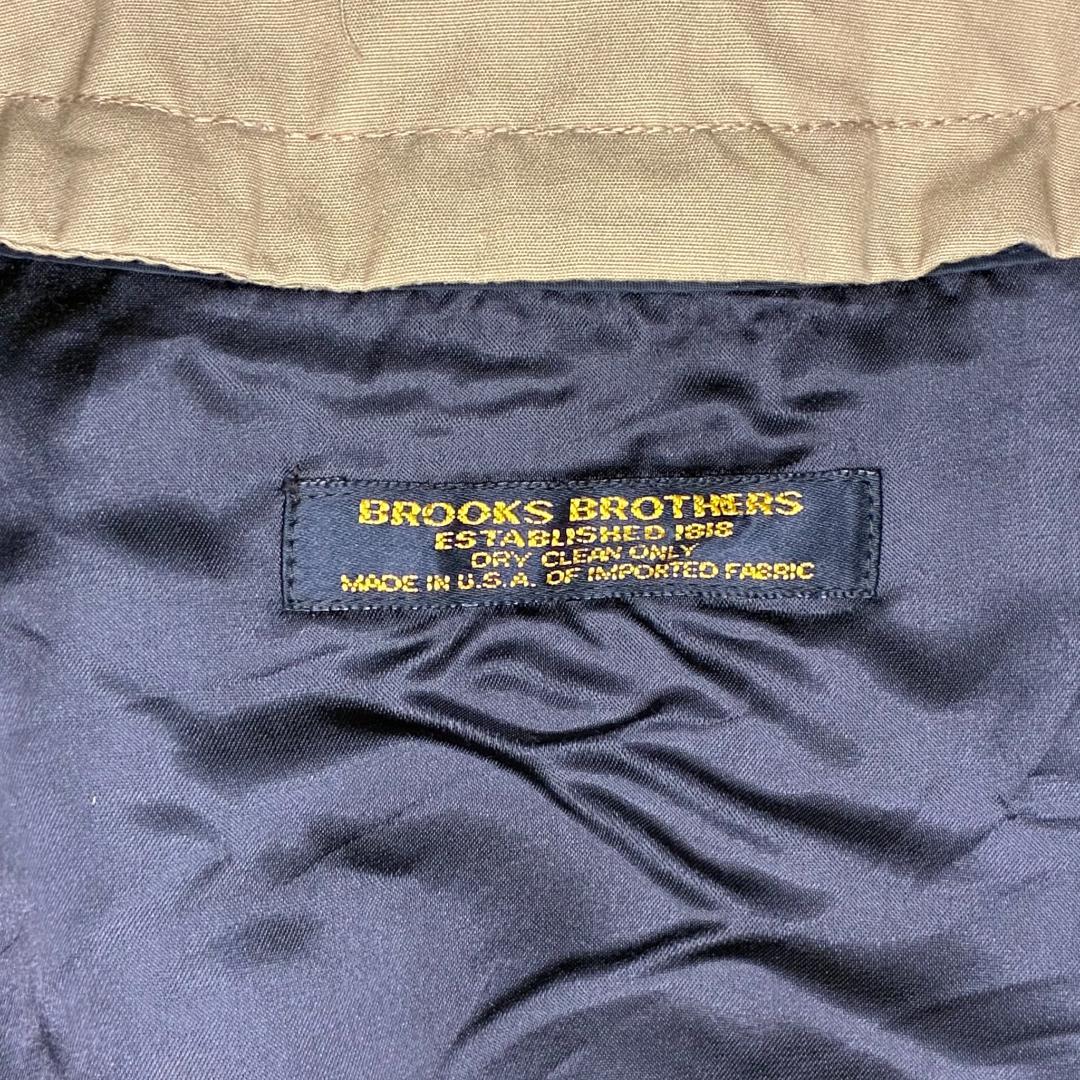 BROOKS BROTHERS
ESTABLISHED 1818
DRY CLEAN ONLY
MADE IN U.S.A. OF IMPORTED FABRIC